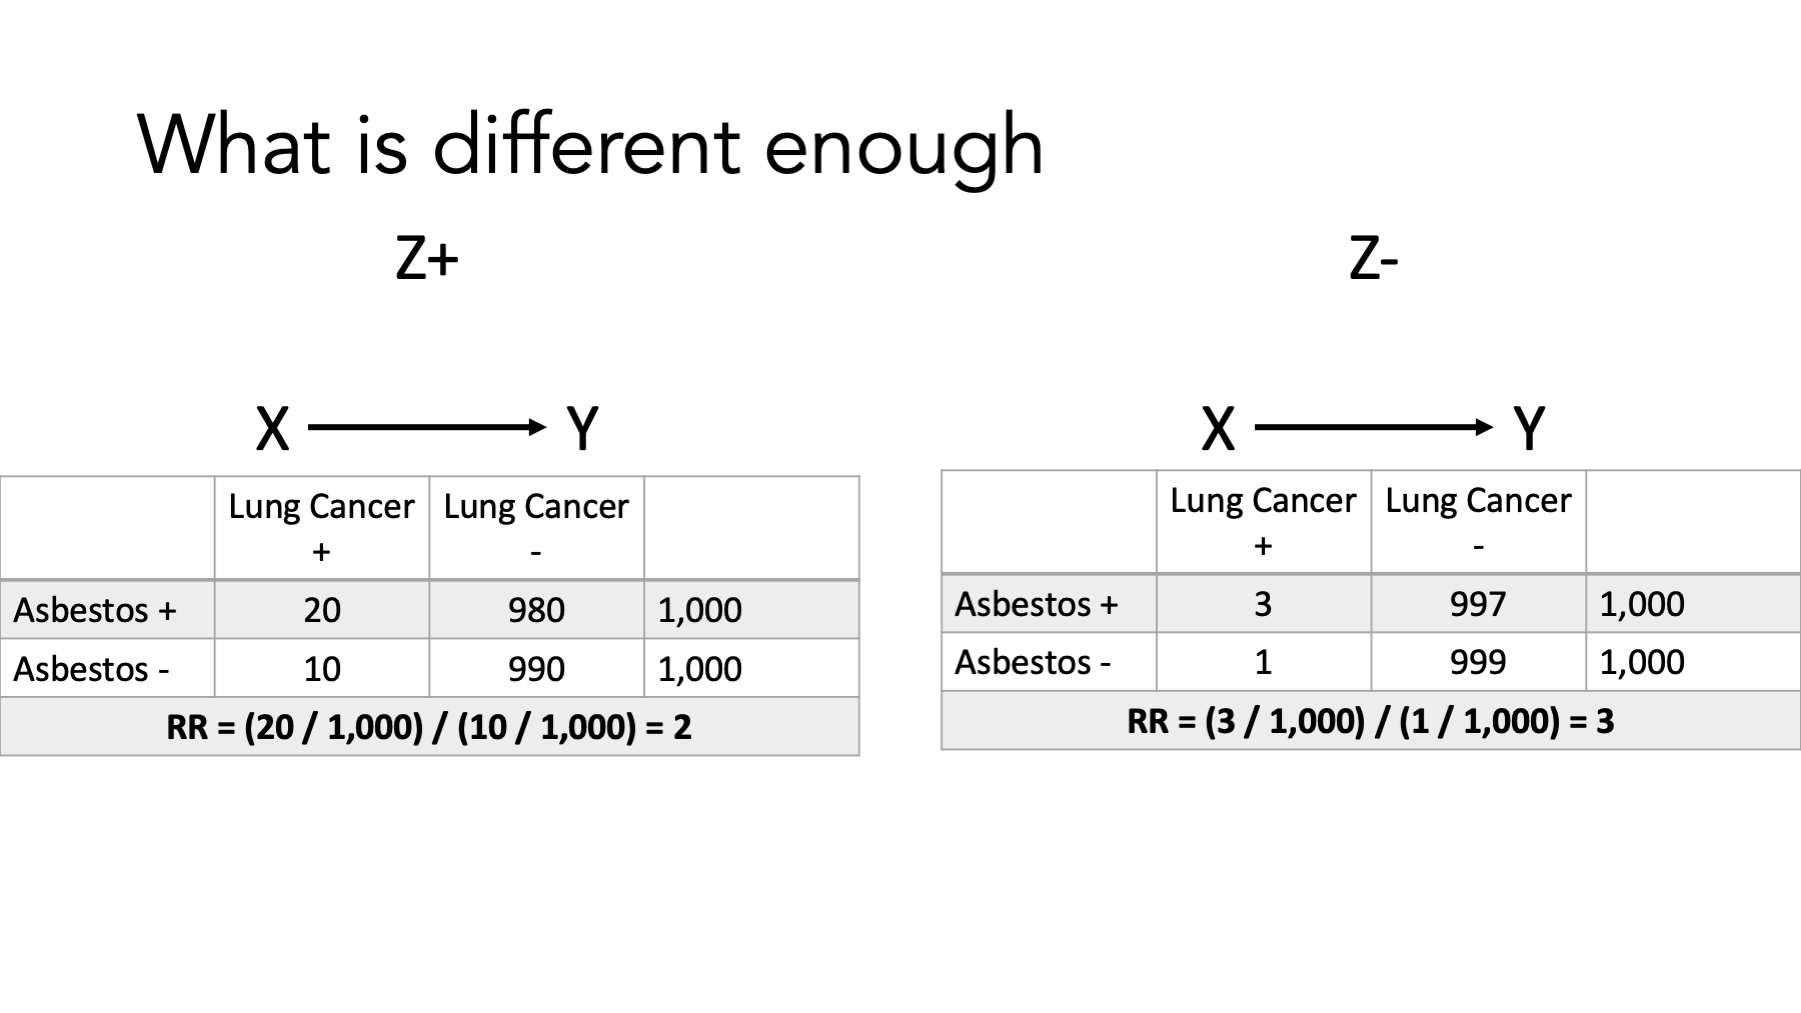 What is different enough
Z+
X Y
Lung Cancer + Lung Cancer -
Asbestos + 20 980 1,000
Asbestos - 10 990 1,000
RR = (20 / 1,000) / (10 / 1,000) = 2
Z-
X Y
Lung Cancer + Lung Cancer -
Asbestos + 3 997 1,000
Asbestos - 1 999 1,000
RR = (3 / 1,000) / (1 / 1,000) = 3